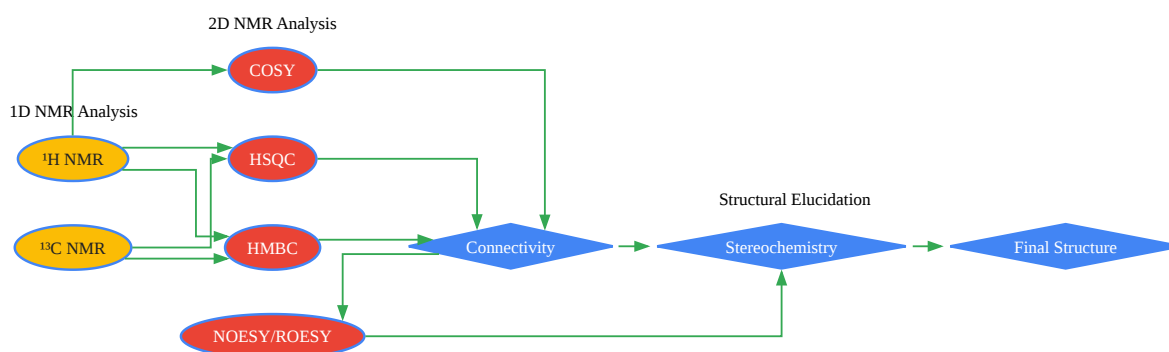 2D NMR Analysis
COSY
1D NMR Analysis
¹H NMR
HSQC
Structural Elucidation
¹³C NMR
HMBC
Connectivity
Stereochemistry
Final Structure
NOESY/ROESY